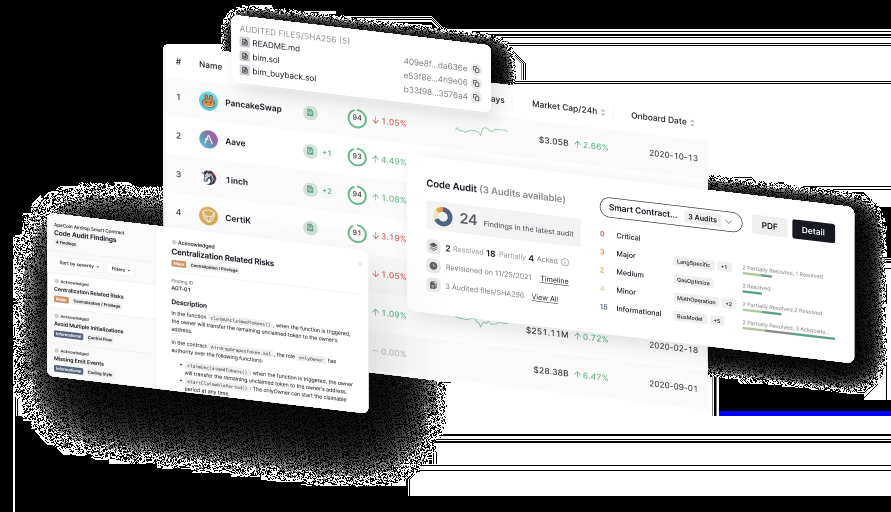 AUDITED FILES/SHA256 (5)
README.md 409e8f...da636e
bim.sol e53f8e...4h9e06
bim_buyback.sol b33f98...3576a4
# Name ays Market Cap/24h Onboard Date
1 PancakeSwap 94 ↓ 1.05% $3.05B ↑ 2.66% 2020-10-13
2 Aave +1 93 ↑ 4.49%
3 1inch +2 94 ↑ 1.08%
4 CertiK 91 ↓ 3.19%
↓ 1.05%
↑ 1.09% $251.11M ↑ 0.72% 2020-02-18
– 0.00% $28.38B ↑ 6.47% 2020-09-01
Code Audit (3 Audits available)
24 Findings in the latest audit
2 Resolved 18 Partially 4 Acked
Revisioned on 11/25/2021 Timeline
3 Audited files/SHA256 View All
Smart Contract... 3 Audits PDF Detail
0 Critical
3 Major LangSpecific +1 2 Partially Resolved, 1 Resolved
2 Medium GasOptimize 2 Resolved
4 Minor MathOperation +2 2 Partially Resolved,2 Resolved
15 Informational BusModel +5 2 Partially Resolved, 3 Acknowle...
ApeCoin Airdrop Smart Contract
Code Audit Findings
4 Findings
Sort by severity Filters
Acknowledged
Centralization Related Risks
Major Centralization / Privilege
Acknowledged
Avoid Multiple Initializations
Informational Control Flow
Acknowledged
Missing Emit Events
Informational Coding Style
Acknowledged
Centralization Related Risks
Major Centralization / Privilege
Finding ID
AGT-01
Description
In the function claimUnclaimedTokens(), when the function is triggered,
the owner will transfer the remaining unclaimed token to the owner's
address.
In the contract AirdropGrapesToken.sol, the role onlyOwner has
authority over the following functions:
• claimUnclaimedTokens(): when the function is triggered, the owner
will transfer the remaining unclaimed token to the owner's address.
• startClaimablePeriod(): The onlyOwner can start the claimable
period at any time.